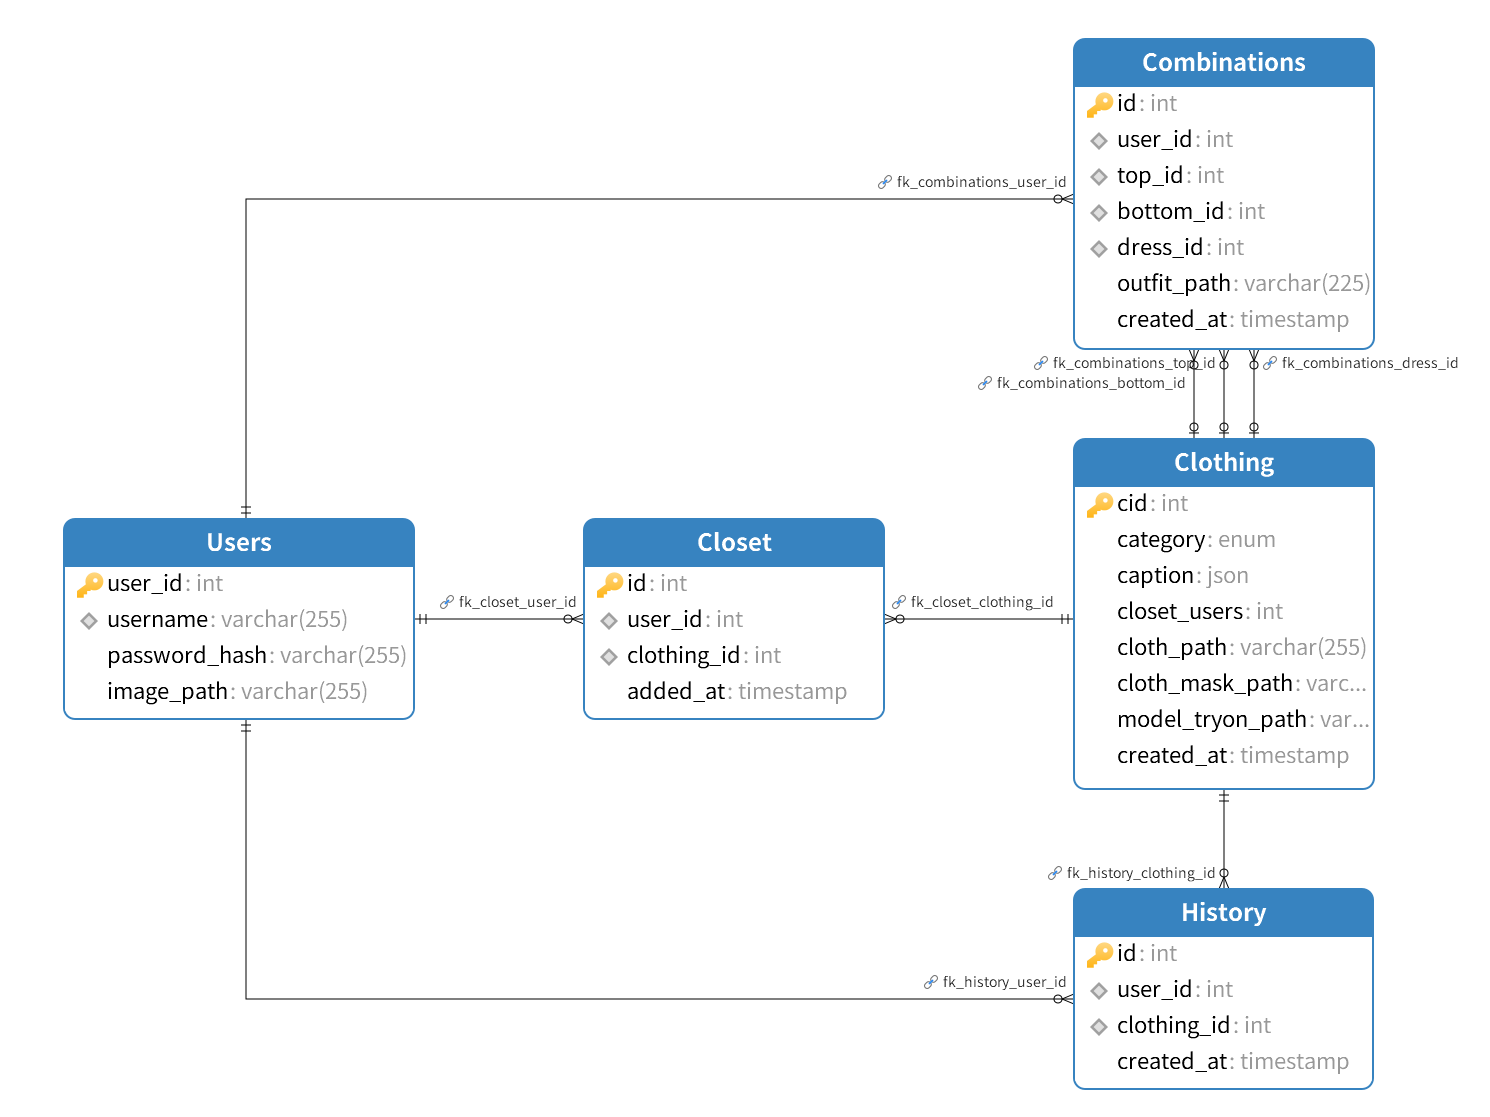 Combinations
id: int
user_id: int
top_id: int
bottom_id: int
dress_id: int
outfit_path: varchar(225)
created_at: timestamp
fk_combinations_user_id
fk_combinations_top_id
fk_combinations_dress_id
fk_combinations_bottom_id
Clothing
cid: int
category: enum
caption: json
closet_users: int
cloth_path: varchar(255)
cloth_mask_path: varc...
model_tryon_path: var...
created_at: timestamp
Users
user_id: int
username: varchar(255)
password_hash: varchar(255)
image_path: varchar(255)
fk_closet_user_id
Closet
id: int
user_id: int
clothing_id: int
added_at: timestamp
fk_closet_clothing_id
fk_history_clothing_id
fk_history_user_id
History
id: int
user_id: int
clothing_id: int
created_at: timestamp